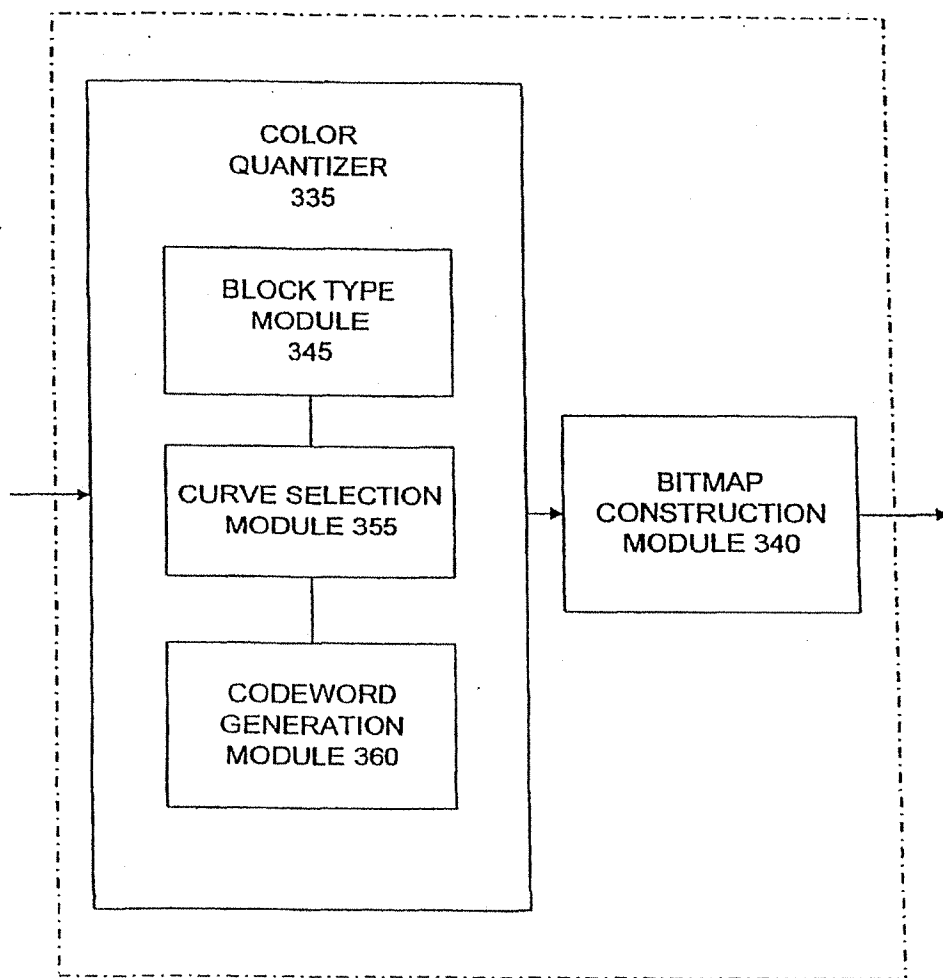 COLOR
QUANTIZER
335
BLOCK TYPE
MODULE
345
CURVE SELECTION
MODULE 355
CODEWORD
GENERATION
MODULE 360
BITMAP
CONSTRUCTION
MODULE 340